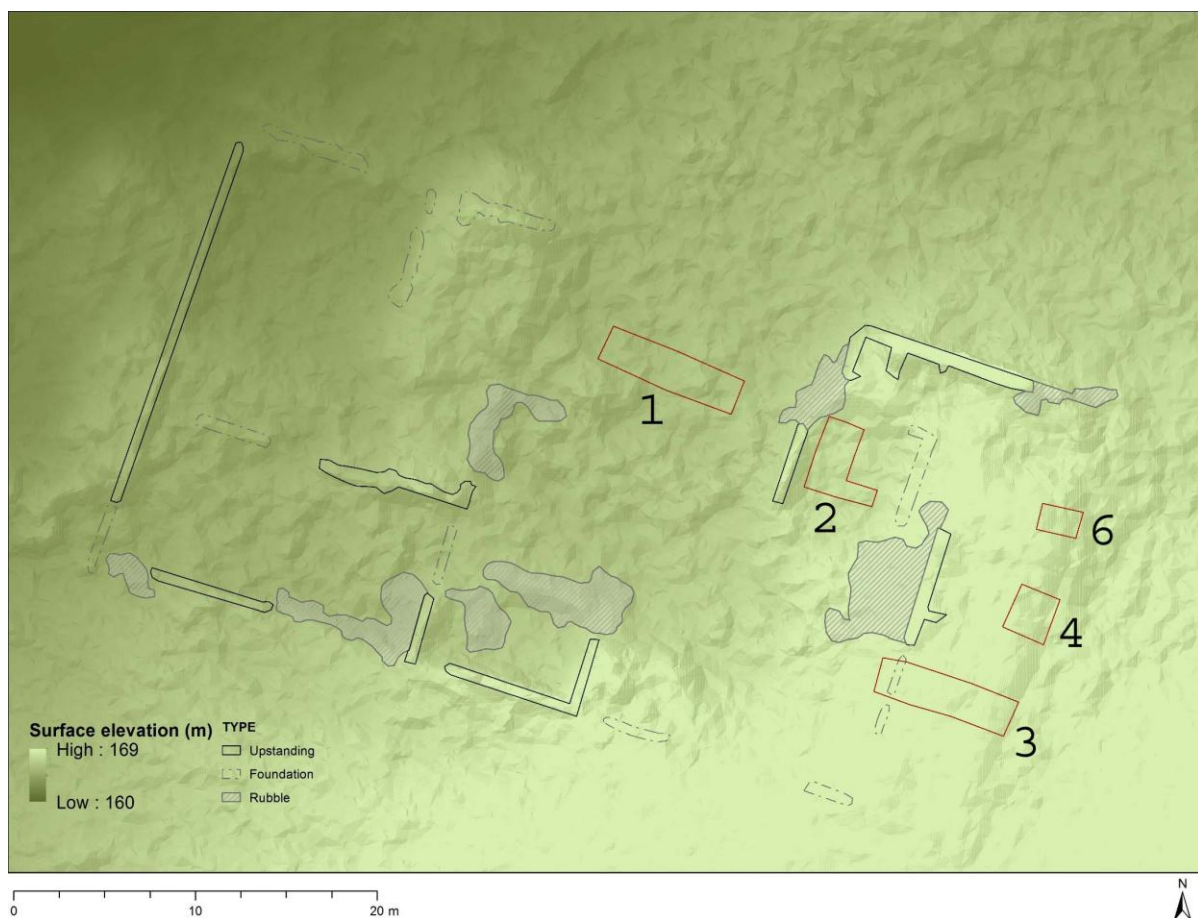 1
2
6
4
3
Surface elevation (m)
High : 169
Low : 160
TYPE
Upstanding
Foundation
Rubble
0 10 20 m
N